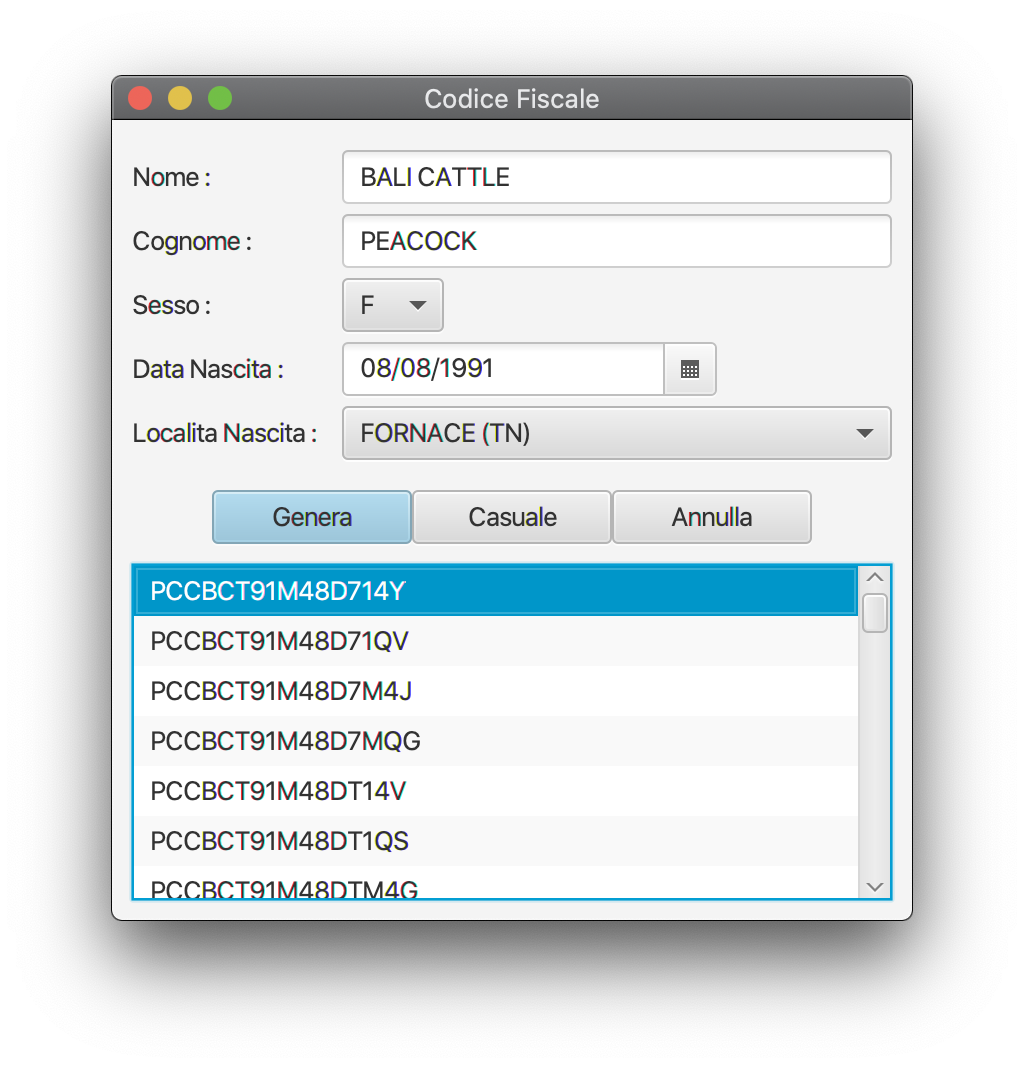 Codice Fiscale
Nome :
BALI CATTLE
Cognome :
PEACOCK
Sesso :
F
Data Nascita :
08/08/1991
Localita Nascita :
FORNACE (TN)
Genera
Casuale
Annulla
PCCBCT91M48D714Y
PCCBCT91M48D71QV
PCCBCT91M48D7M4J
PCCBCT91M48D7MQG
PCCBCT91M48DT14V
PCCBCT91M48DT1QS
PCCBCT91M48DTM4G